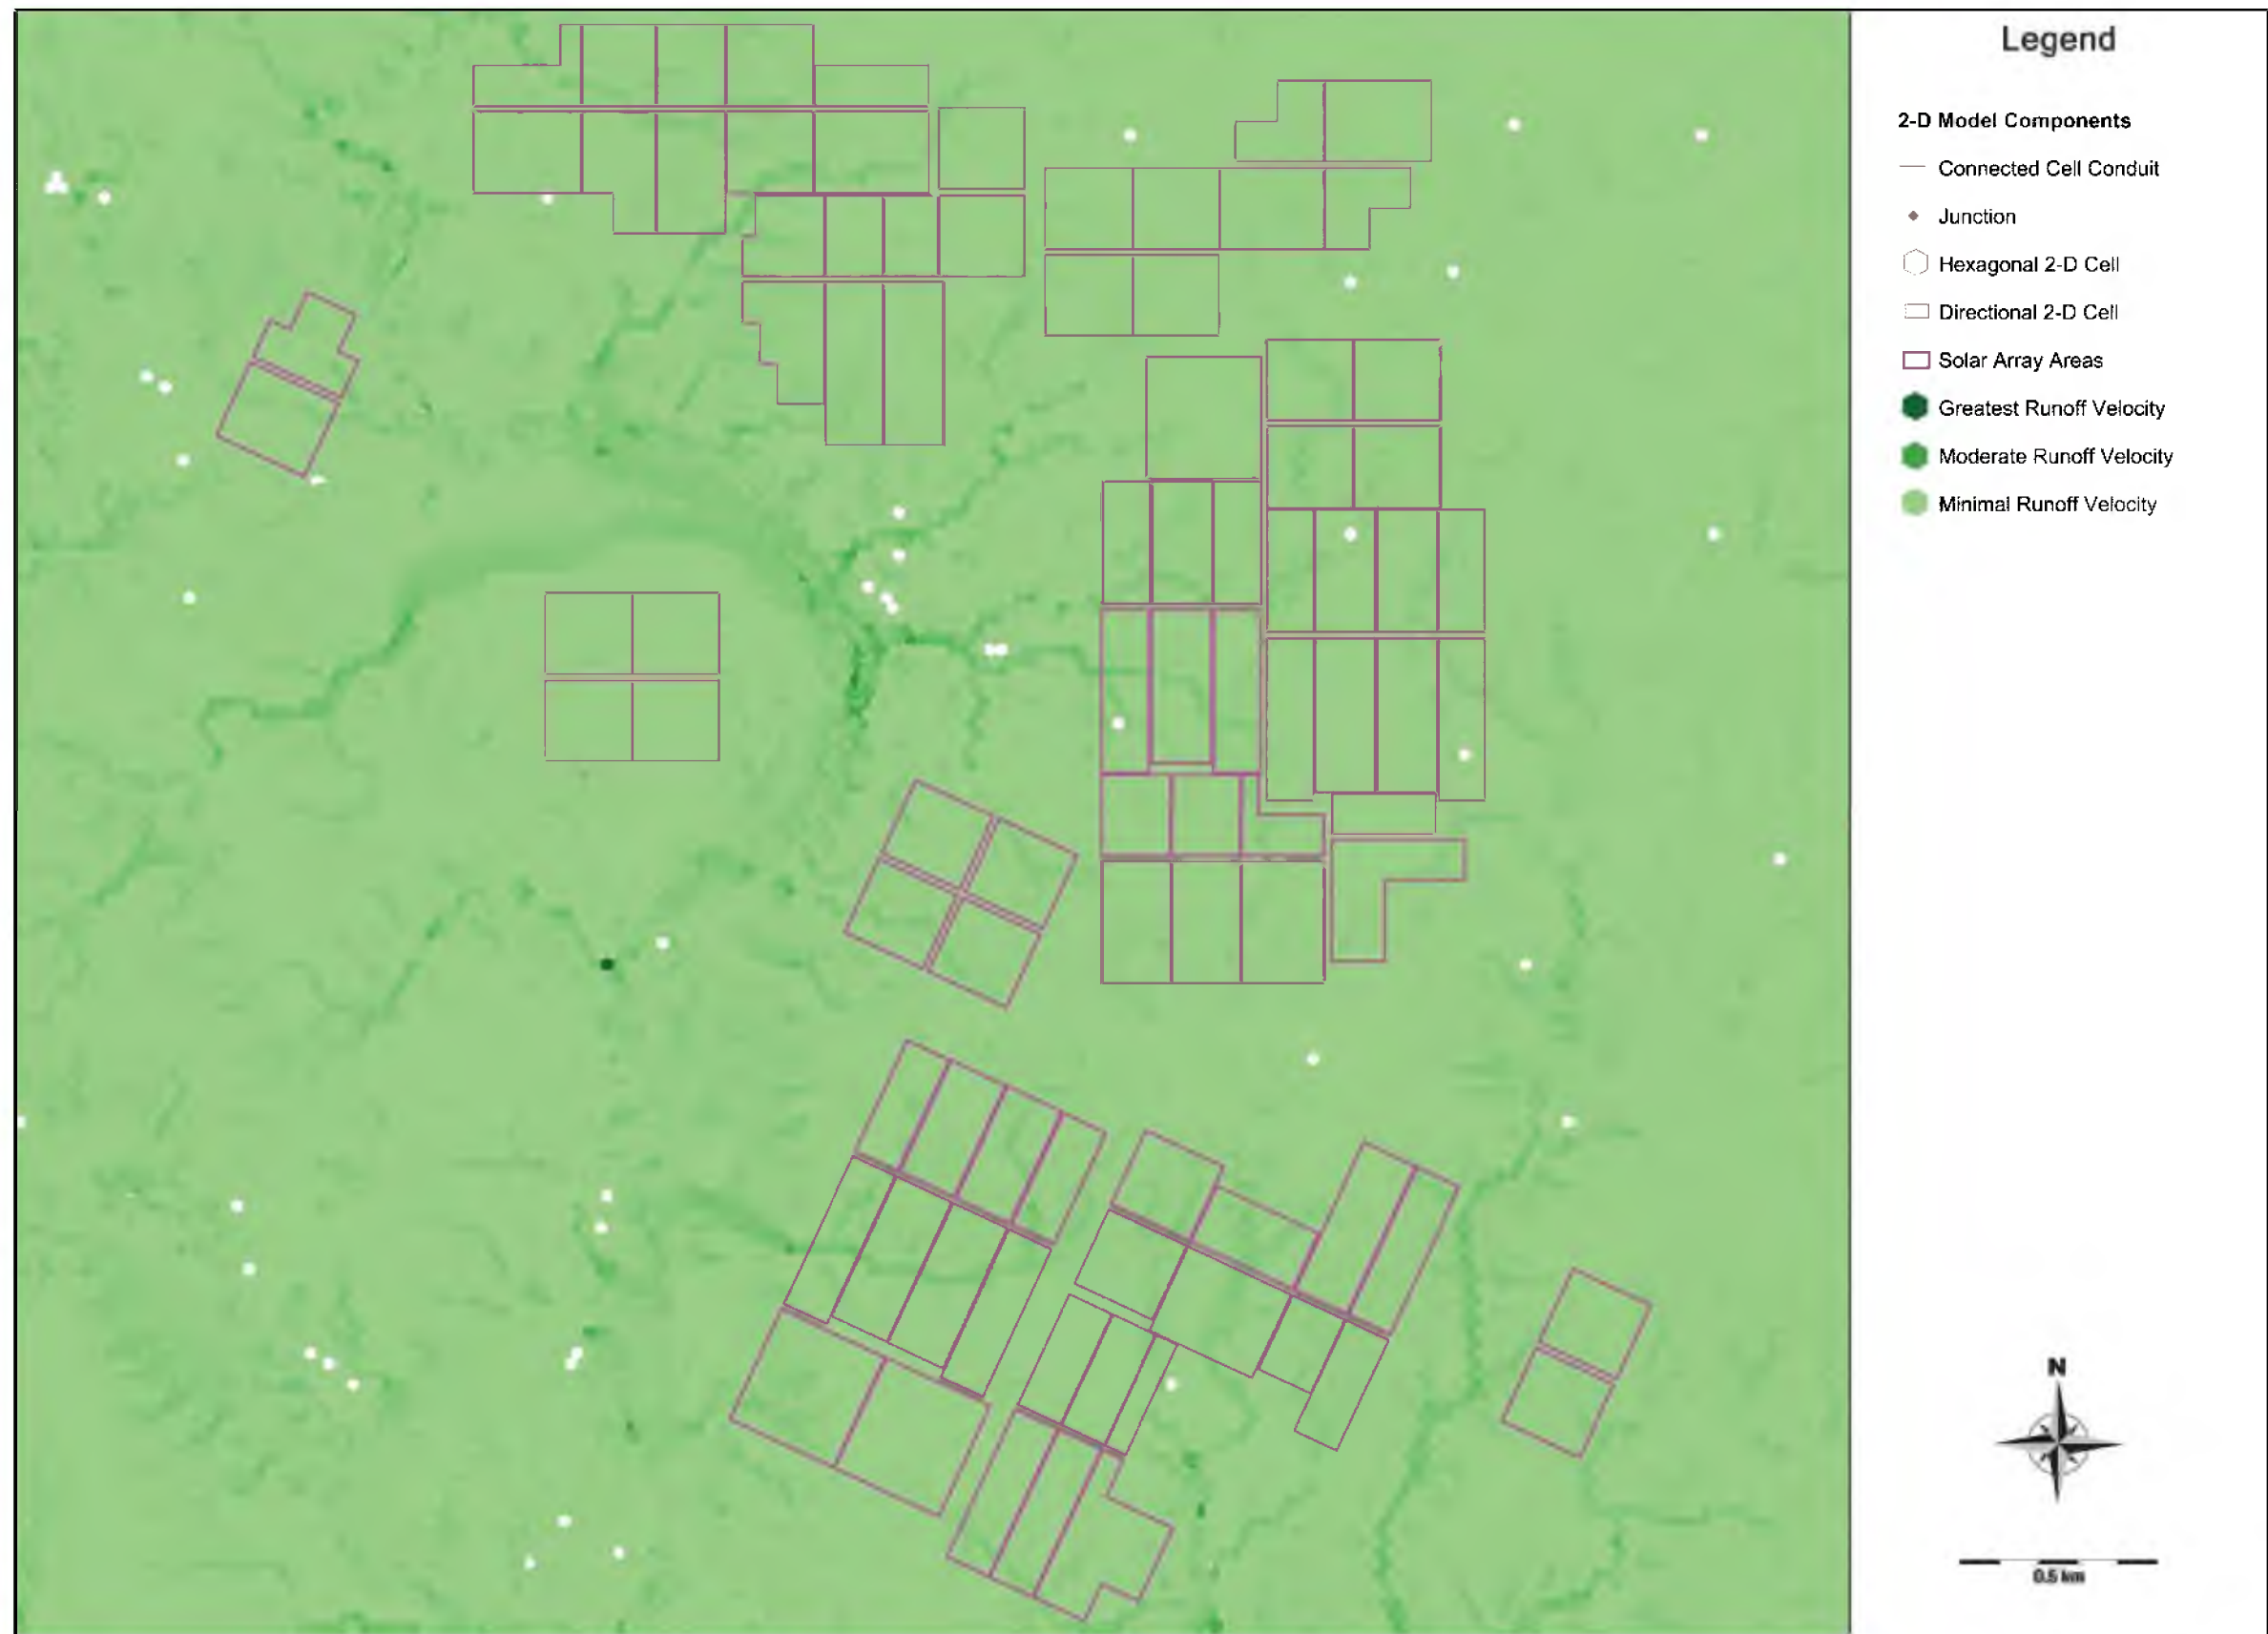 Legend
2-D Model Components
Connected Cell Conduit
Junction
Hexagonal 2-D Cell
Directional 2-D Cell
Solar Array Areas
Greatest Runoff Velocity
Moderate Runoff Velocity
Minimal Runoff Velocity
N
0.5 km